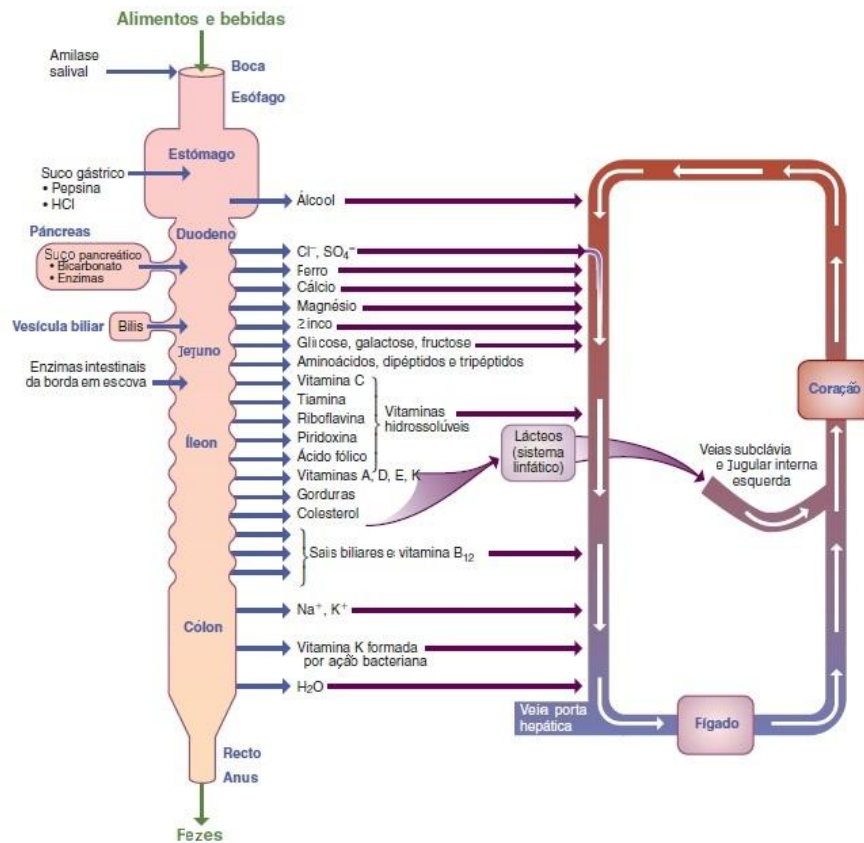 Alimentos e bebidas
Amilase
salival
Boca
Esófago
Estómago
Suco gástrico
• Pepsina
• HCl
Álcool
Duodeno
Páncreas
Suco pancreático
• Bicarbonato
• Enzimas
Cl⁻, SO₄⁼
Ferro
Cálcio
Magnésio
Zinco
Glicose, galactose, fructose
Vesícula biliar
Bilis
Jejuno
Aminoácidos, dipéptidos e tripéptidos
Enzimas intestinais
da borda em escova
Vitamina C
Tiamina
Riboflavina
Piridoxina
Ácido fólico
Vitaminas
hidrossolúveis
Íleon
Vitaminas A, D, E, K
Gorduras
Colesterol
Lácteos
(sistema
linfático)
Veias subclávia
e Jugular interna
esquerda
Coração
Sais biliares e vitamina B₁₂
Cólon
Na⁺, K⁺
Vitamina K formada
por ação bacteriana
H₂O
Veia porta
hepática
Fígado
Recto
Anus
Fezes